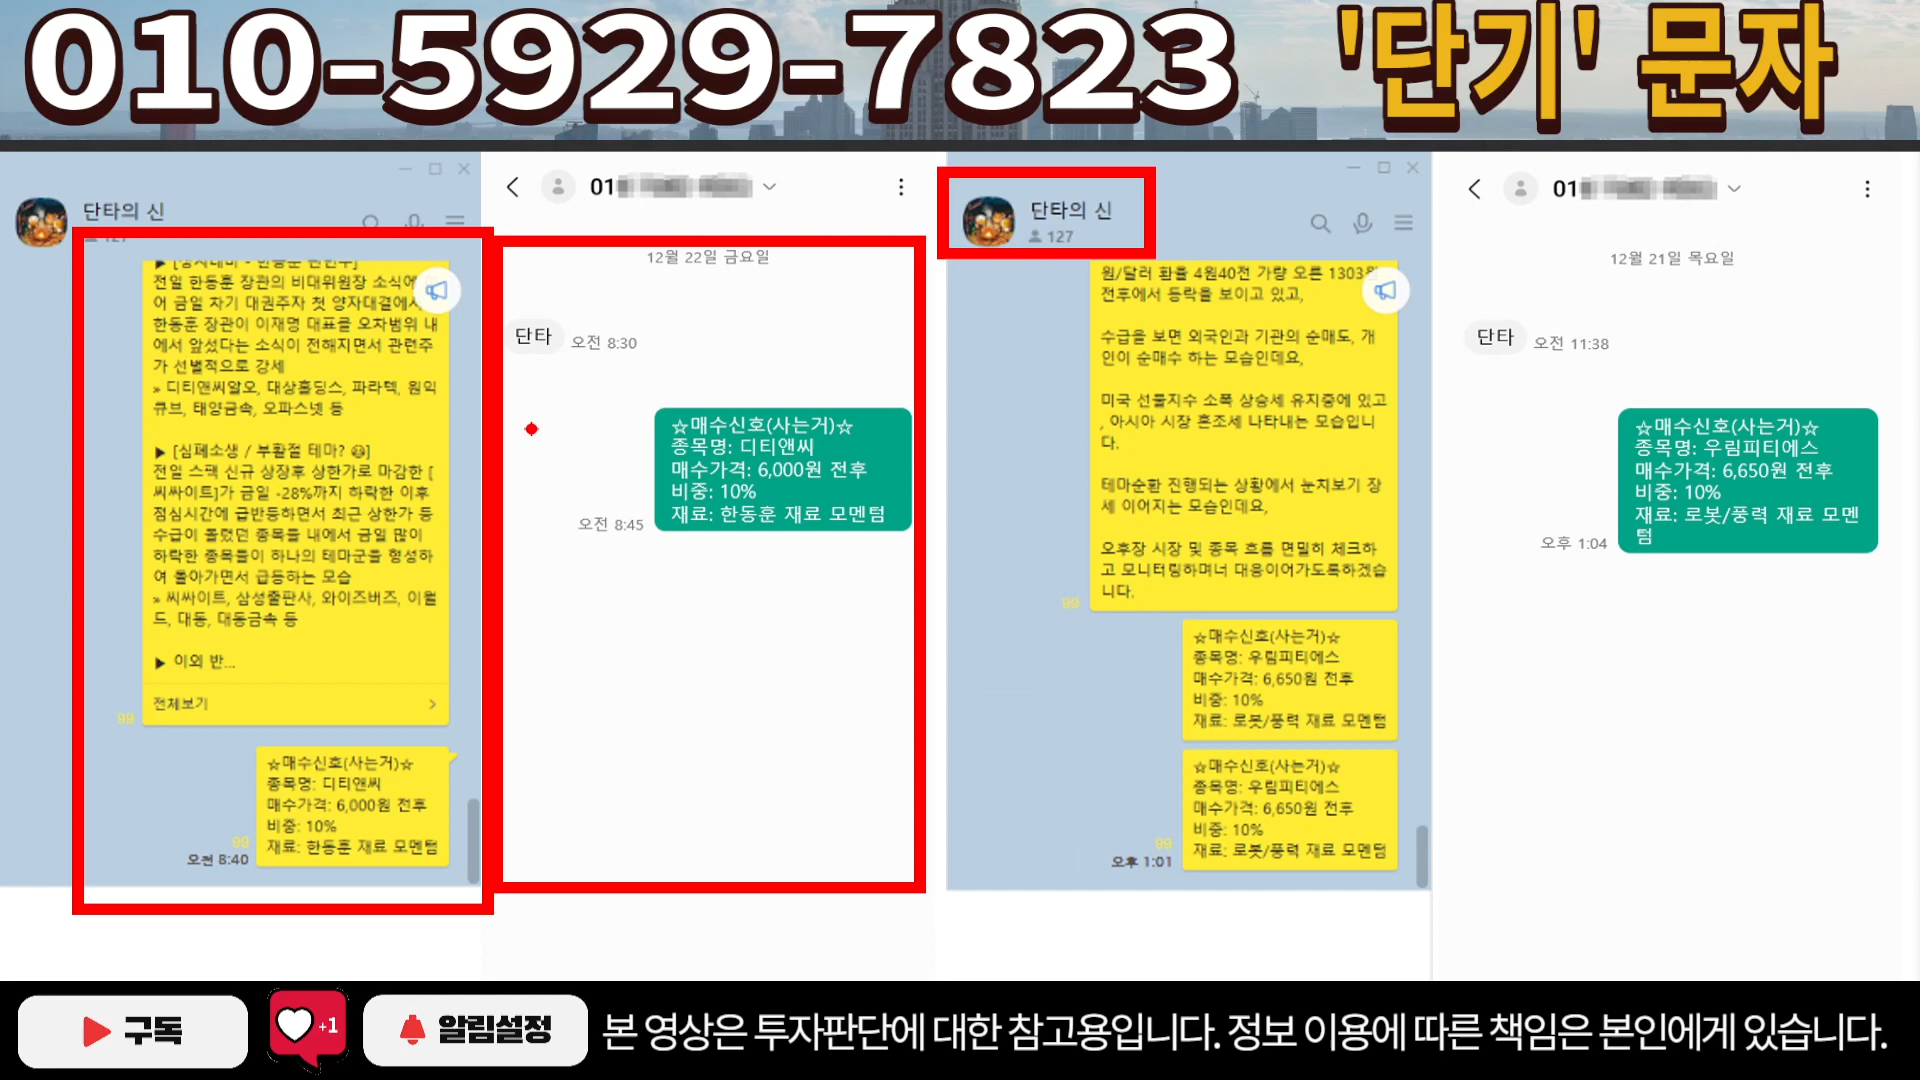 010-5929-7823 '단기' 문자
단타의 신
전일 한동훈 장관의 비대위원장 소식에
어 금일 차기 대권주자 첫 양자대결에서
한동훈 장관이 이재명 대표를 오차범위 내
에서 앞섰다는 소식이 전해지면서 관련주
가 선별적으로 강세
» 디티앤씨알오, 대상홀딩스, 파라텍, 원익
큐브, 태양금속, 오파스넷 등
▶ [심폐소생 / 부활절 테마? ]
전일 스팩 신규 상장후 상한가로 마감한 [
씨싸이트]가 금일 -28%까지 하락한 이후
점심시간에 급반등하면서 최근 상한가 등
수급이 몰렸던 종목들 내에서 금일 많이
하락한 종목들이 하나의 테마군을 형성하
여 돌아가면서 급등하는 모습
» 씨싸이트, 삼성출판사, 와이즈버즈, 이월
드, 대동, 대동금속 등
▶ 이외 반...
전체보기
99
☆매수신호(사는거)☆
종목명: 디티앤씨
매수가격: 6,000원 전후
비중: 10%
재료: 한동훈 재료 모멘텀
99
오전 8:40
01
12월 22일 금요일
단타
오전 8:30
☆매수신호(사는거)☆
종목명: 디티앤씨
매수가격: 6,000원 전후
비중: 10%
재료: 한동훈 재료 모멘텀
오전 8:45
단타의 신
127
원/달러 환율 4원40전 가량 오른 1303원
전후에서 등락을 보이고 있고,
수급을 보면 외국인과 기관의 순매도, 개
인이 순매수 하는 모습인데요,
미국 선물지수 소폭 상승세 유지중에 있고
, 아시아 시장 혼조세 나타내는 모습입니
다.
테마순환 진행되는 상황에서 눈치보기 장
세 이어지는 모습인데요,
오후장 시장 및 종목 흐름 면밀히 체크하
고 모니터링하며너 대응이어가도록하겠습
니다.
99
☆매수신호(사는거)☆
종목명: 우림피티에스
매수가격: 6,650원 전후
비중: 10%
재료: 로봇/풍력 재료 모멘텀
☆매수신호(사는거)☆
종목명: 우림피티에스
매수가격: 6,650원 전후
비중: 10%
재료: 로봇/풍력 재료 모멘텀
99
오후 1:01
01
12월 21일 목요일
단타
오전 11:38
☆매수신호(사는거)☆
종목명: 우림피티에스
매수가격: 6,650원 전후
비중: 10%
재료: 로봇/풍력 재료 모멘
텀
오후 1:04
구독
+1
알림설정
본 영상은 투자판단에 대한 참고용입니다. 정보 이용에 따른 책임은 본인에게 있습니다.